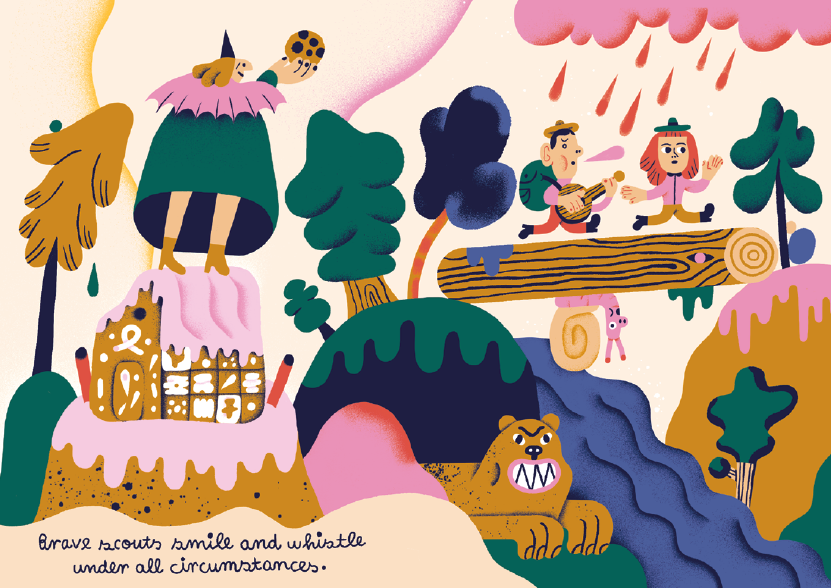 Brave scouts smile and whistle
under all circumstances.